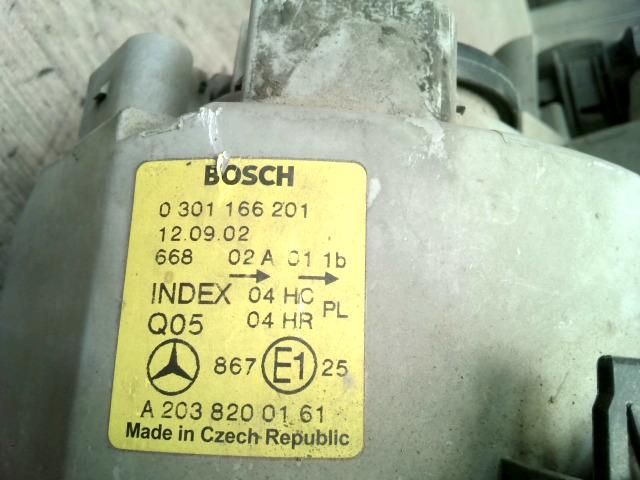 BOSCH
0 301 166 201
12.09.02
668 02 A 01 1b
INDEX 04 HC PL
Q05 04 HR
867 E1 25
A 203 820 01 61
Made in Czech Republic